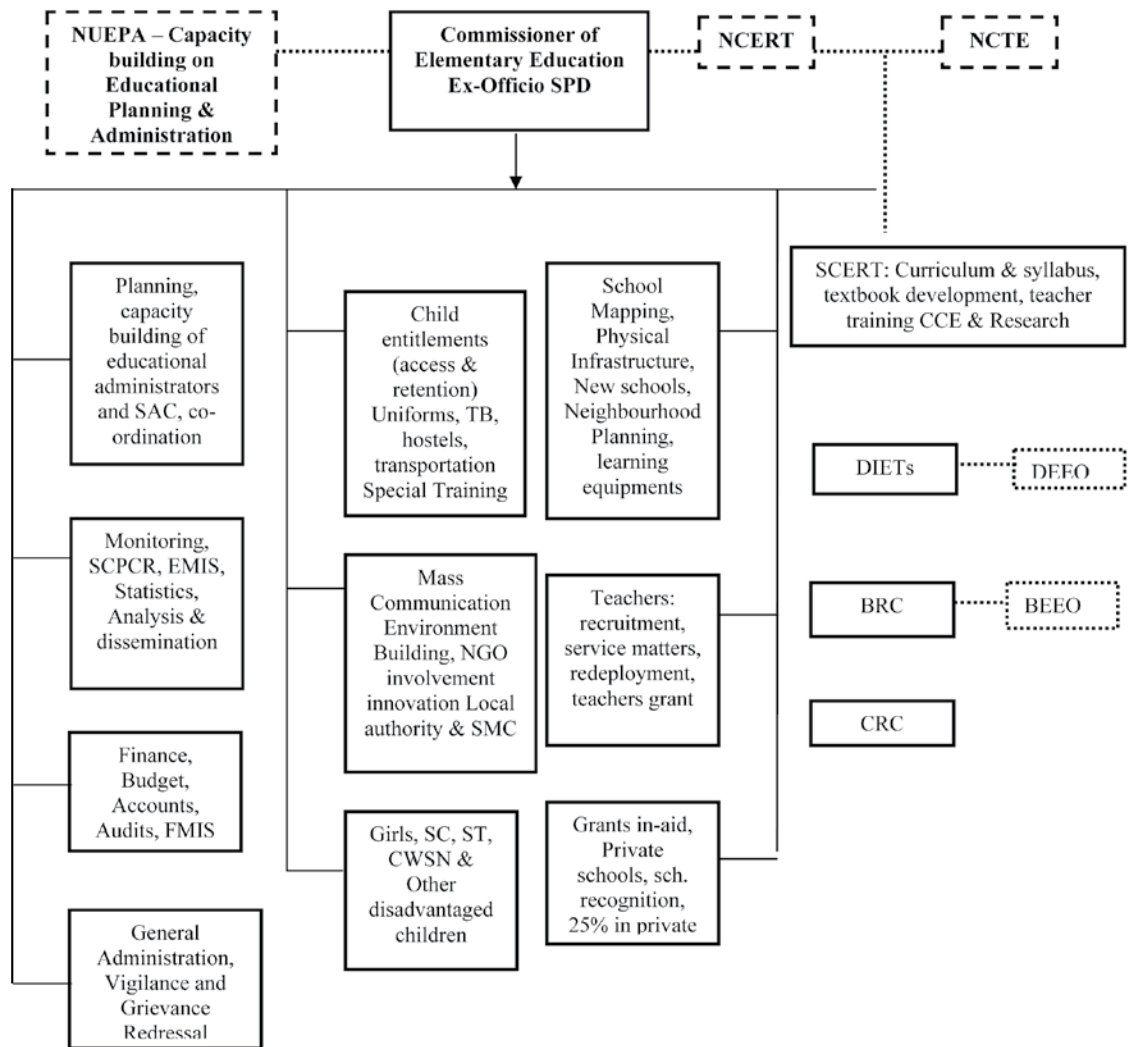 NUEPA – Capacity
building on
Educational
Planning &
Administration
Commissioner of
Elementary Education
Ex-Officio SPD
NCERT
NCTE
Planning,
capacity
building of
educational
administrators
and SAC, co-
ordination
Monitoring,
SCPCR, EMIS,
Statistics,
Analysis &
dissemination
Finance,
Budget,
Accounts,
Audits, FMIS
General
Administration,
Vigilance and
Grievance
Redressal
Child
entitlements
(access &
retention)
Uniforms, TB,
hostels,
transportation
Special Training
Mass
Communication
Environment
Building, NGO
involvement
innovation Local
authority & SMC
Girls, SC, ST,
CWSN &
Other
disadvantaged
children
School
Mapping,
Physical
Infrastructure,
New schools,
Neighbourhood
Planning,
learning
equipments
Teachers:
recruitment,
service matters,
redeployment,
teachers grant
Grants in-aid,
Private
schools, sch.
recognition,
25% in private
SCERT: Curriculum & syllabus,
textbook development, teacher
training CCE & Research
DIETs
DEEO
BRC
BEEO
CRC